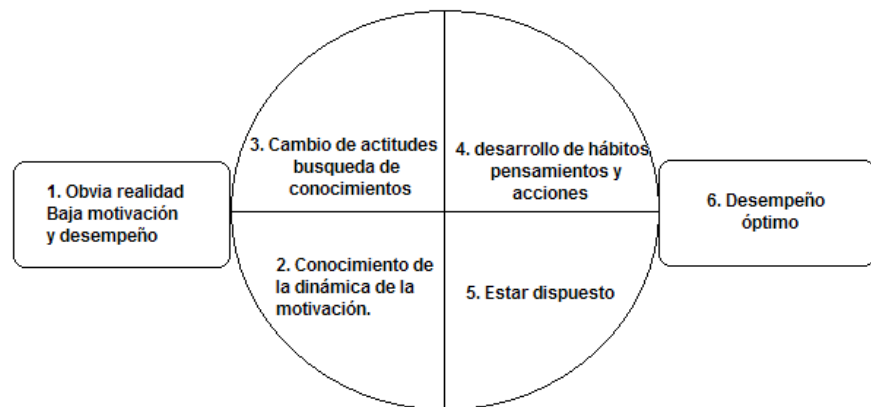 1. Obvia realidad
Baja motivación
y desempeño
2. Conocimiento de
la dinámica de la
motivación.
3. Cambio de actitudes
busqueda de
conocimientos
4. desarrollo de hábitos
pensamientos y
acciones
5. Estar dispuesto
6. Desempeño
óptimo